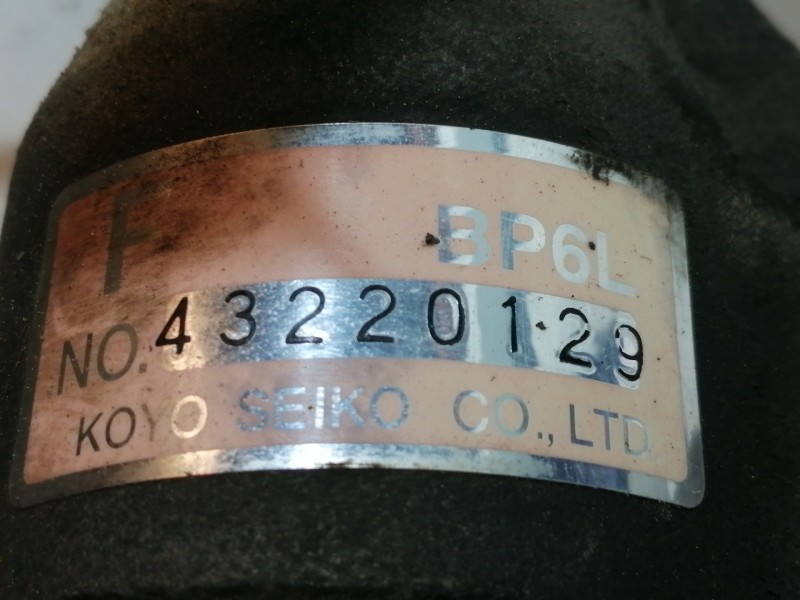 F BP6L
NO. 43220129
KOYO SEIKO CO., LTD